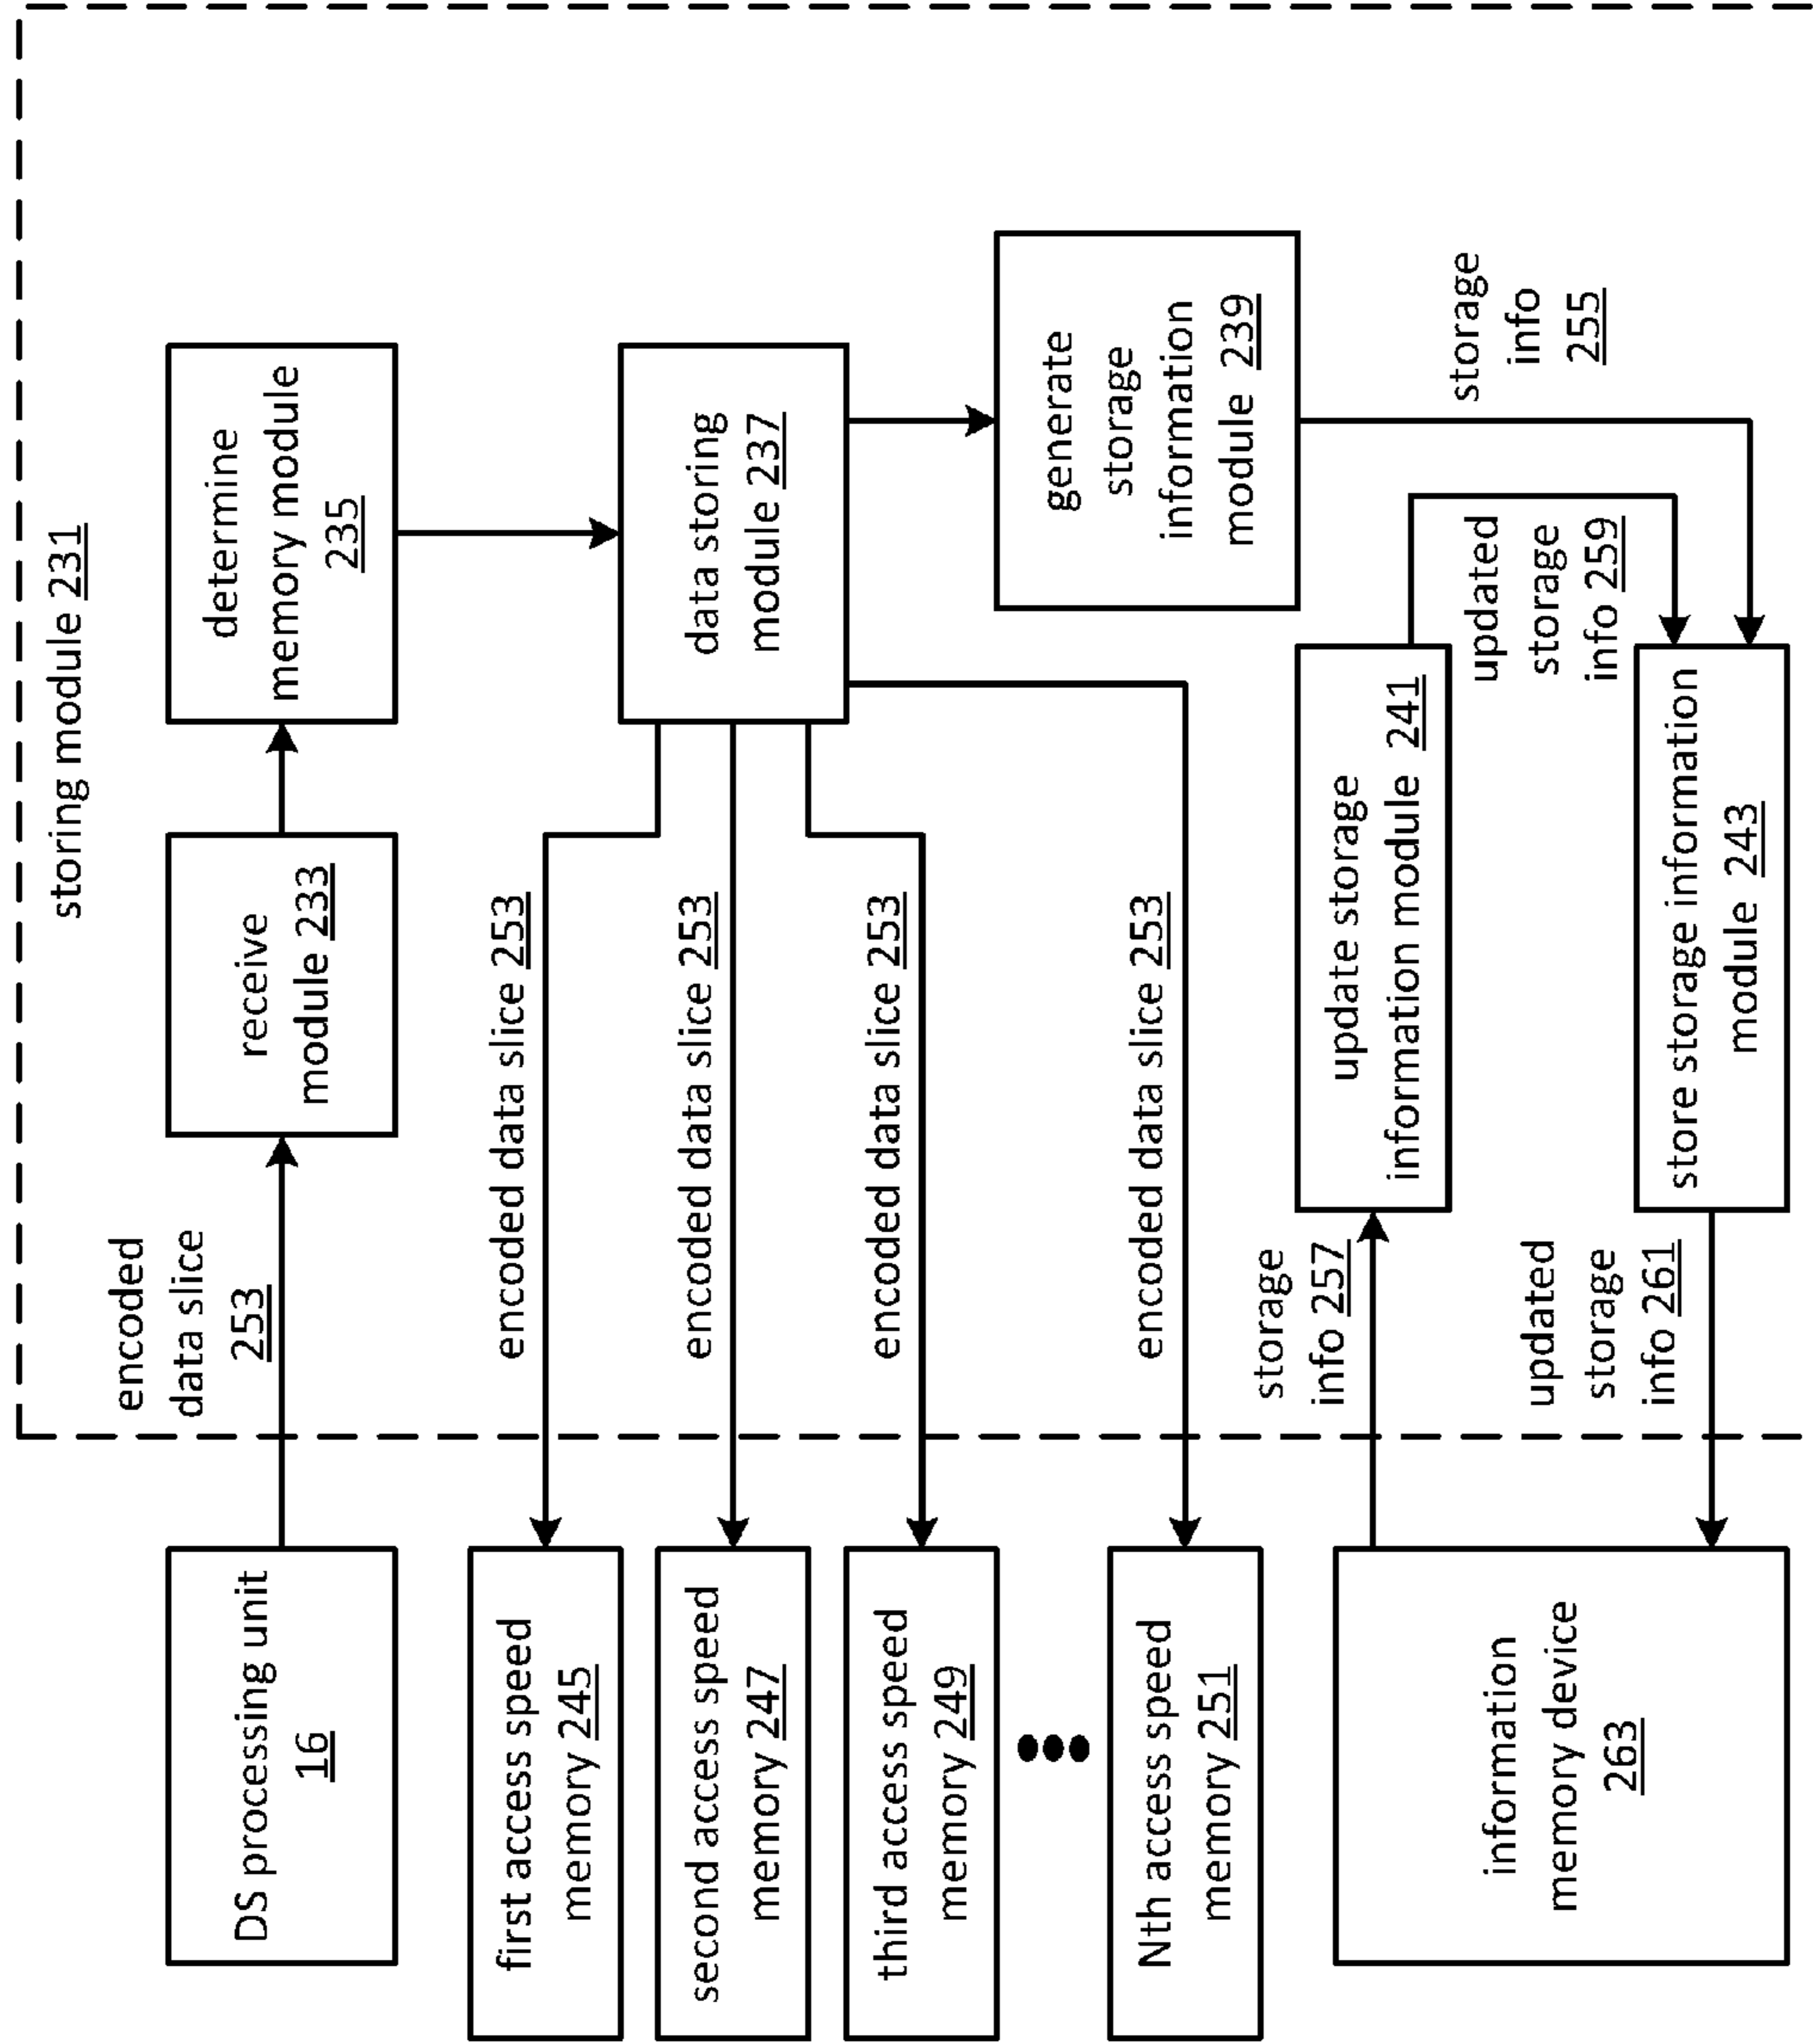 storing module 231
encoded
data slice
253
DS processing unit
16
receive
module 233
determine
memory module
235
encoded data slice 253
first access speed
memory 245
encoded data slice 253
second access speed
memory 247
data storing
module 237
encoded data slice 253
third access speed
memory 249
encoded data slice 253
Nth access speed
memory 251
generate
storage
information
module 239
storage
info 257
update storage
information module 241
updated
storage
info 259
storage
info
255
information
memory device
263
updated
storage
info 261
store storage information
module 243